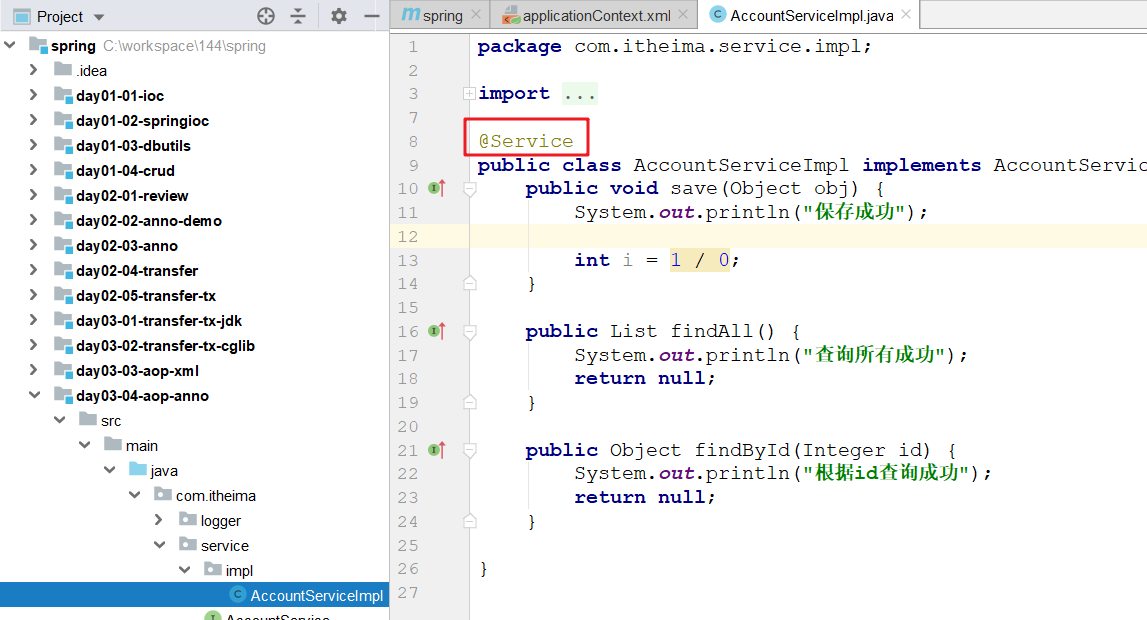 Project
spring C:\workspace\144\spring
.idea
day01-01-ioc
day01-02-springioc
day01-03-dbutils
day01-04-crud
day02-01-review
day02-02-anno-demo
day02-03-anno
day02-04-transfer
day02-05-transfer-tx
day03-01-transfer-tx-jdk
day03-02-transfer-tx-cglib
day03-03-aop-xml
day03-04-aop-anno
src
main
java
com.itheima
logger
service
impl
AccountServiceImpl
AccountService
spring applicationContext.xml AccountServiceImpl.java
1 package com.itheima.service.impl;
2
3 import ...
7
8 @Service
9 public class AccountServiceImpl implements AccountServic
10 public void save(Object obj) {
11 System.out.println("保存成功");
12
13 int i = 1 / 0;
14 }
15
16 public List findAll() {
17 System.out.println("查询所有成功");
18 return null;
19 }
20
21 public Object findById(Integer id) {
22 System.out.println("根据id查询成功");
23 return null;
24 }
25
26 }
27